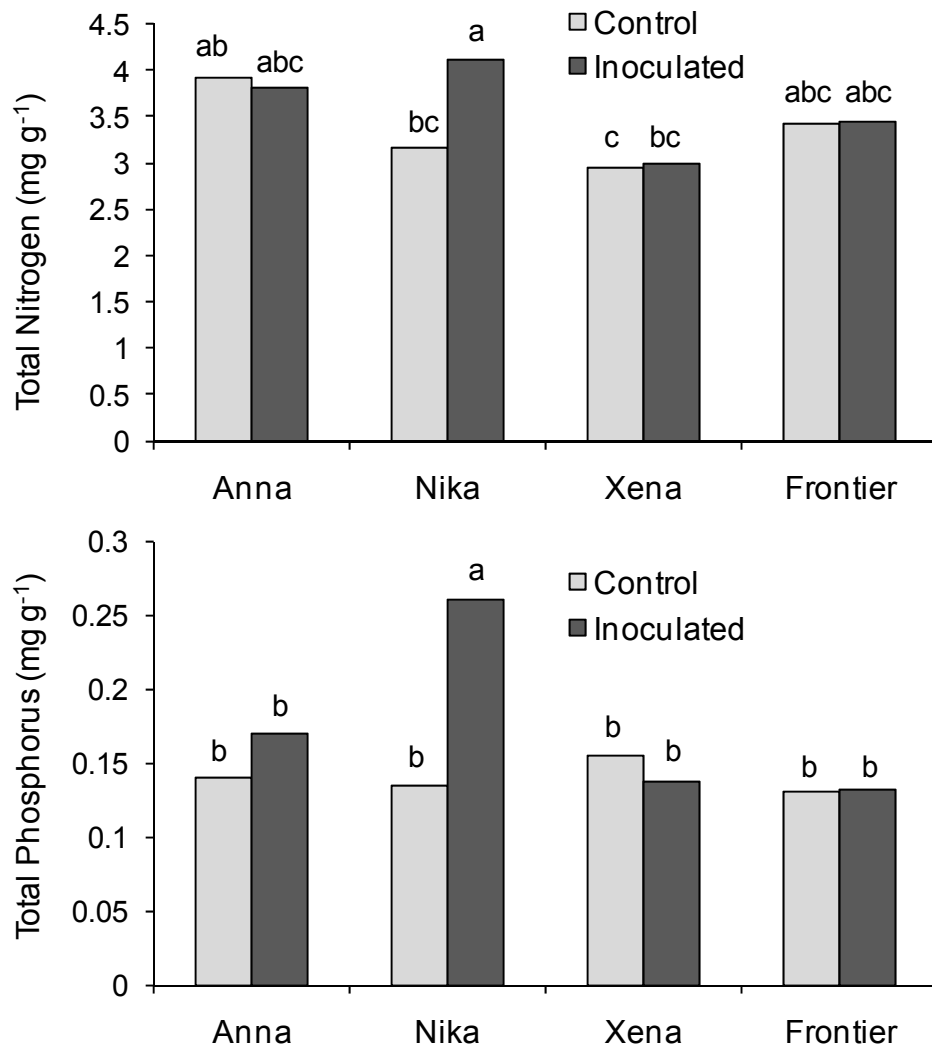 Total Nitrogen (mg g⁻¹)
4.5
4
3.5
3
2.5
2
1.5
1
0.5
0
Control
Inoculated
ab
abc
bc
a
c
bc
abc
abc
Anna
Nika
Xena
Frontier
Total Phosphorus (mg g⁻¹)
0.3
0.25
0.2
0.15
0.1
0.05
0
Control
Inoculated
b
b
b
a
b
b
b
b
Anna
Nika
Xena
Frontier